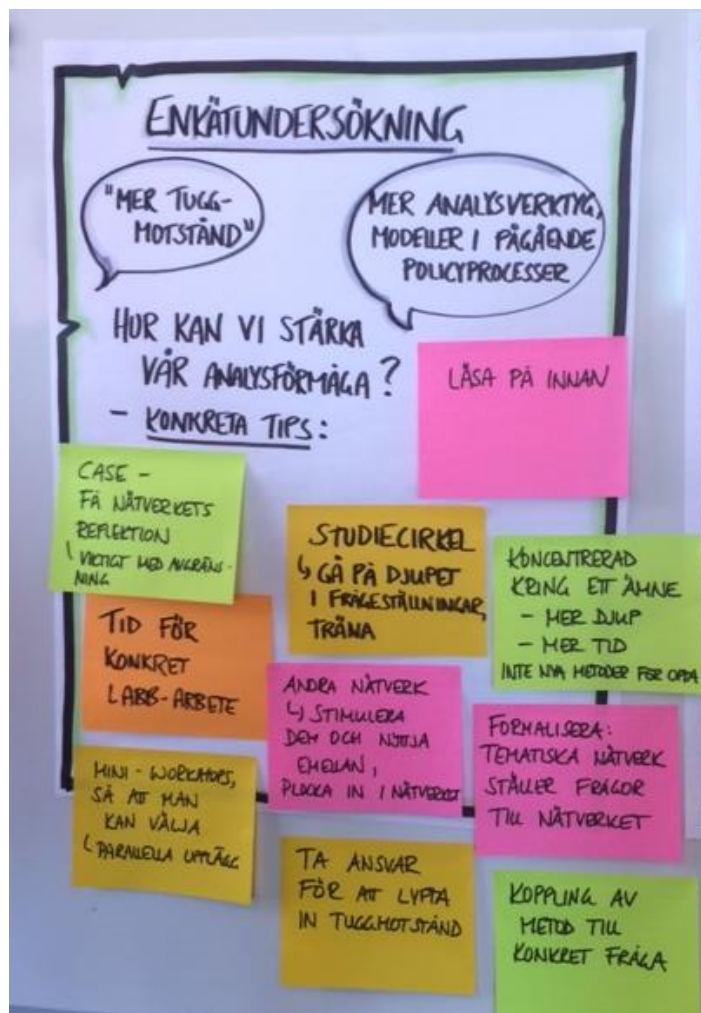 ENKÄTUNDERSÖKNING
"MER TUGG-
MOTSTÅND"
MER ANALYSVERKTYG,
MODELLER I PÅGÅENDE
POLICYPROCESSER
HUR KAN VI STÄRKA
VÅR ANALYSFÖRMÅGA?
- KONKRETA TIPS:
LÄSA PÅ INNAN
CASE -
FÅ NÄTVERKETS
REFLEKTION
VIKTIGT MED AVGRÄNS-
NING
STUDIECIRKEL
↳ GÅ PÅ DJUPET
I FRÅGESTÄLLNINGAR,
TRÄNA
KONCENTRERAD
KRING ETT ÄMNE
- MER DJUP
- MER TID
INTE NYA METODER FÖR
TID FÖR
KONKRET
LABB-ARBETE
ANDRA NÄTVERK
↳ STIMULERA
DEM OCH NYTTJA
EMELLAN,
PLOCKA IN I NÄTVERKET
FORMALISERA:
TEMATISKA NÄTVERK
STÄLLER FRÅGOR
TILL NÄTVERKET
MINI-WORKSHOPS,
SÅ ATT MAN
KAN VÄLJA
PARALLELLA UPPLÄGG
TA ANSVAR
FÖR ATT LYFTA
IN TUGGMOTSTÅND
KOPPLING AV
METOD TILL
KONKRET FRÅGA